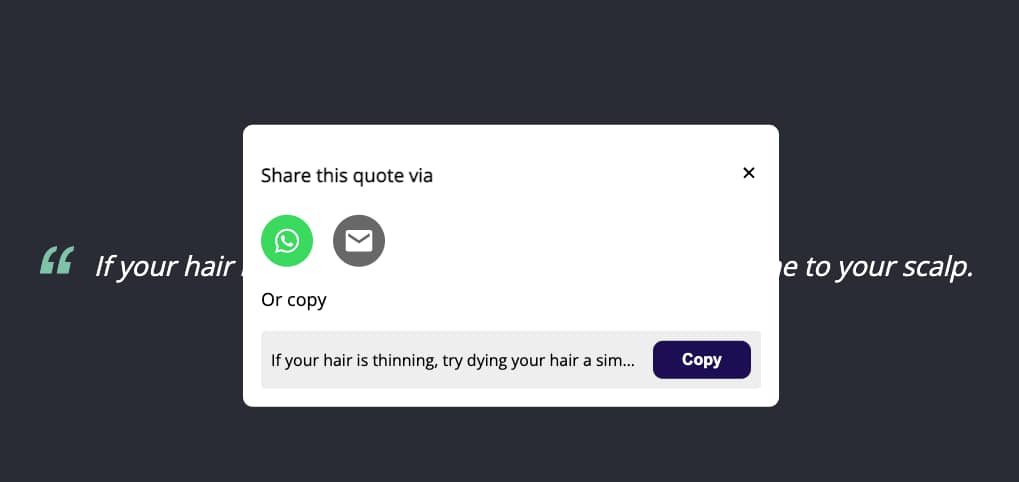 Share this quote via
If your hair
e to your scalp.
Or copy
If your hair is thinning, try dying your hair a sim...
Copy